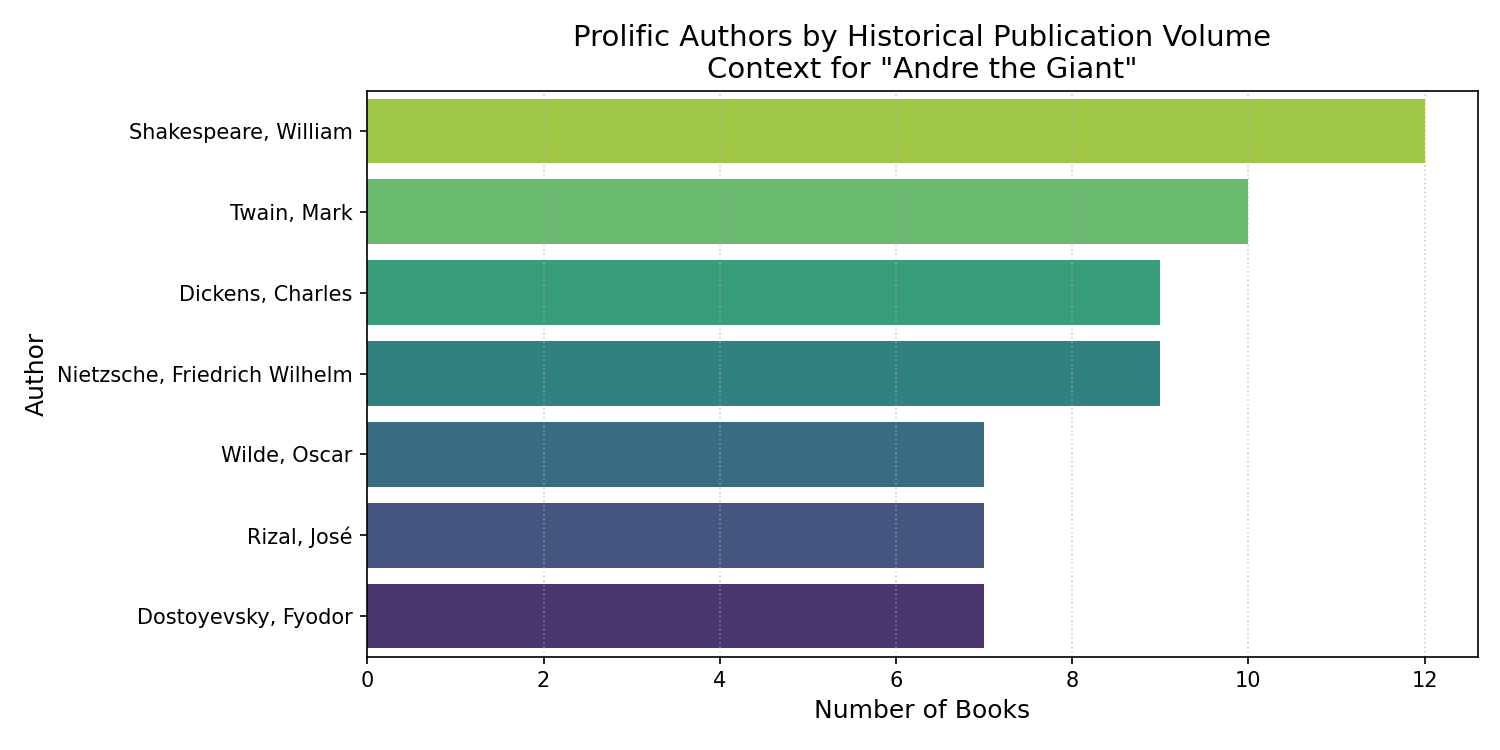 Prolific Authors by Historical Publication Volume
Context for "Andre the Giant"
Author
Shakespeare, William
Twain, Mark
Dickens, Charles
Nietzsche, Friedrich Wilhelm
Wilde, Oscar
Rizal, José
Dostoyevsky, Fyodor
0 2 4 6 8 10 12
Number of Books